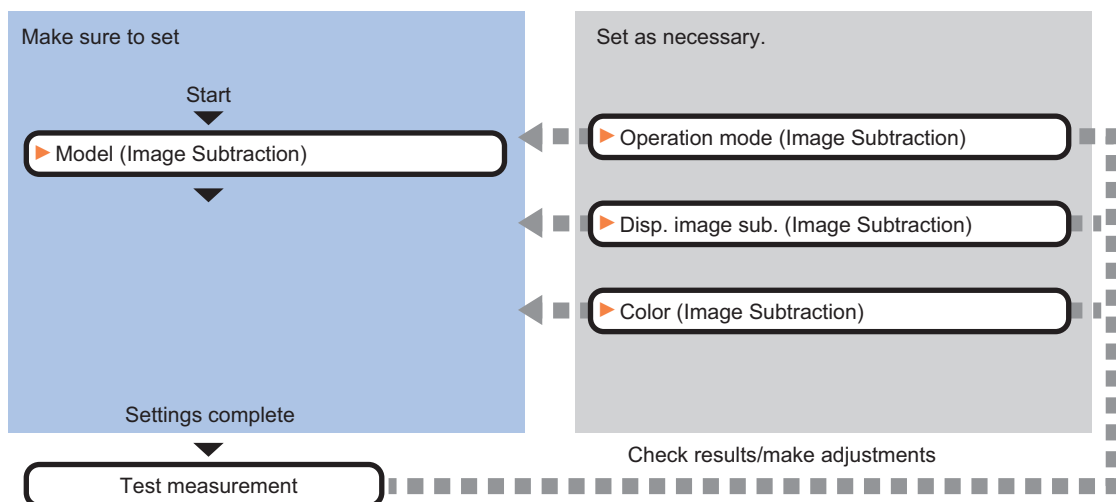 Make sure to set
Start
Model (Image Subtraction)
Settings complete
Test measurement
Set as necessary.
Operation mode (Image Subtraction)
Disp. image sub. (Image Subtraction)
Color (Image Subtraction)
Check results/make adjustments